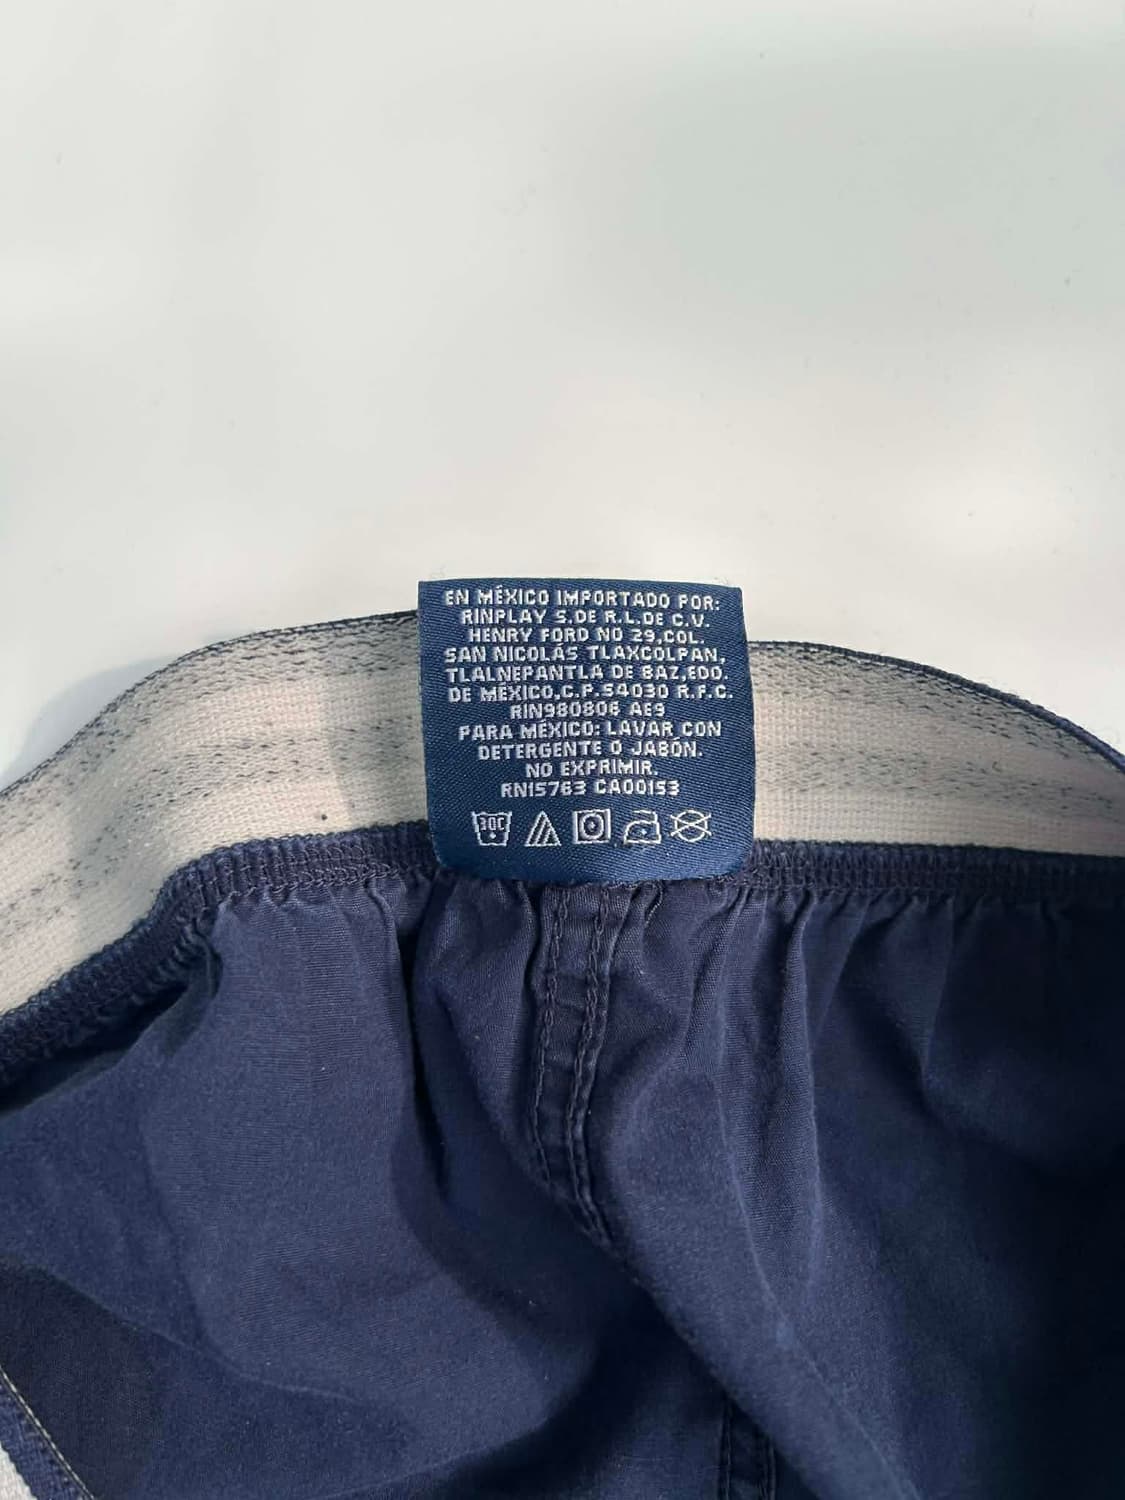 EN MÉXICO IMPORTADO POR:
RINPLAY S.DE R.L.DE C.V.
HENRY FORD NO 29,COL.
SAN NICOLÁS TLAXCOLPAN,
TLALNEPANTLA DE BAZ,EDO.
DE MÉXICO,C.P.54030 R.F.C.
RIN980806 AE9
PARA MÉXICO: LAVAR CON
DETERGENTE O JABÓN.
NO EXPRIMIR.
RN15763 CA00153
30C